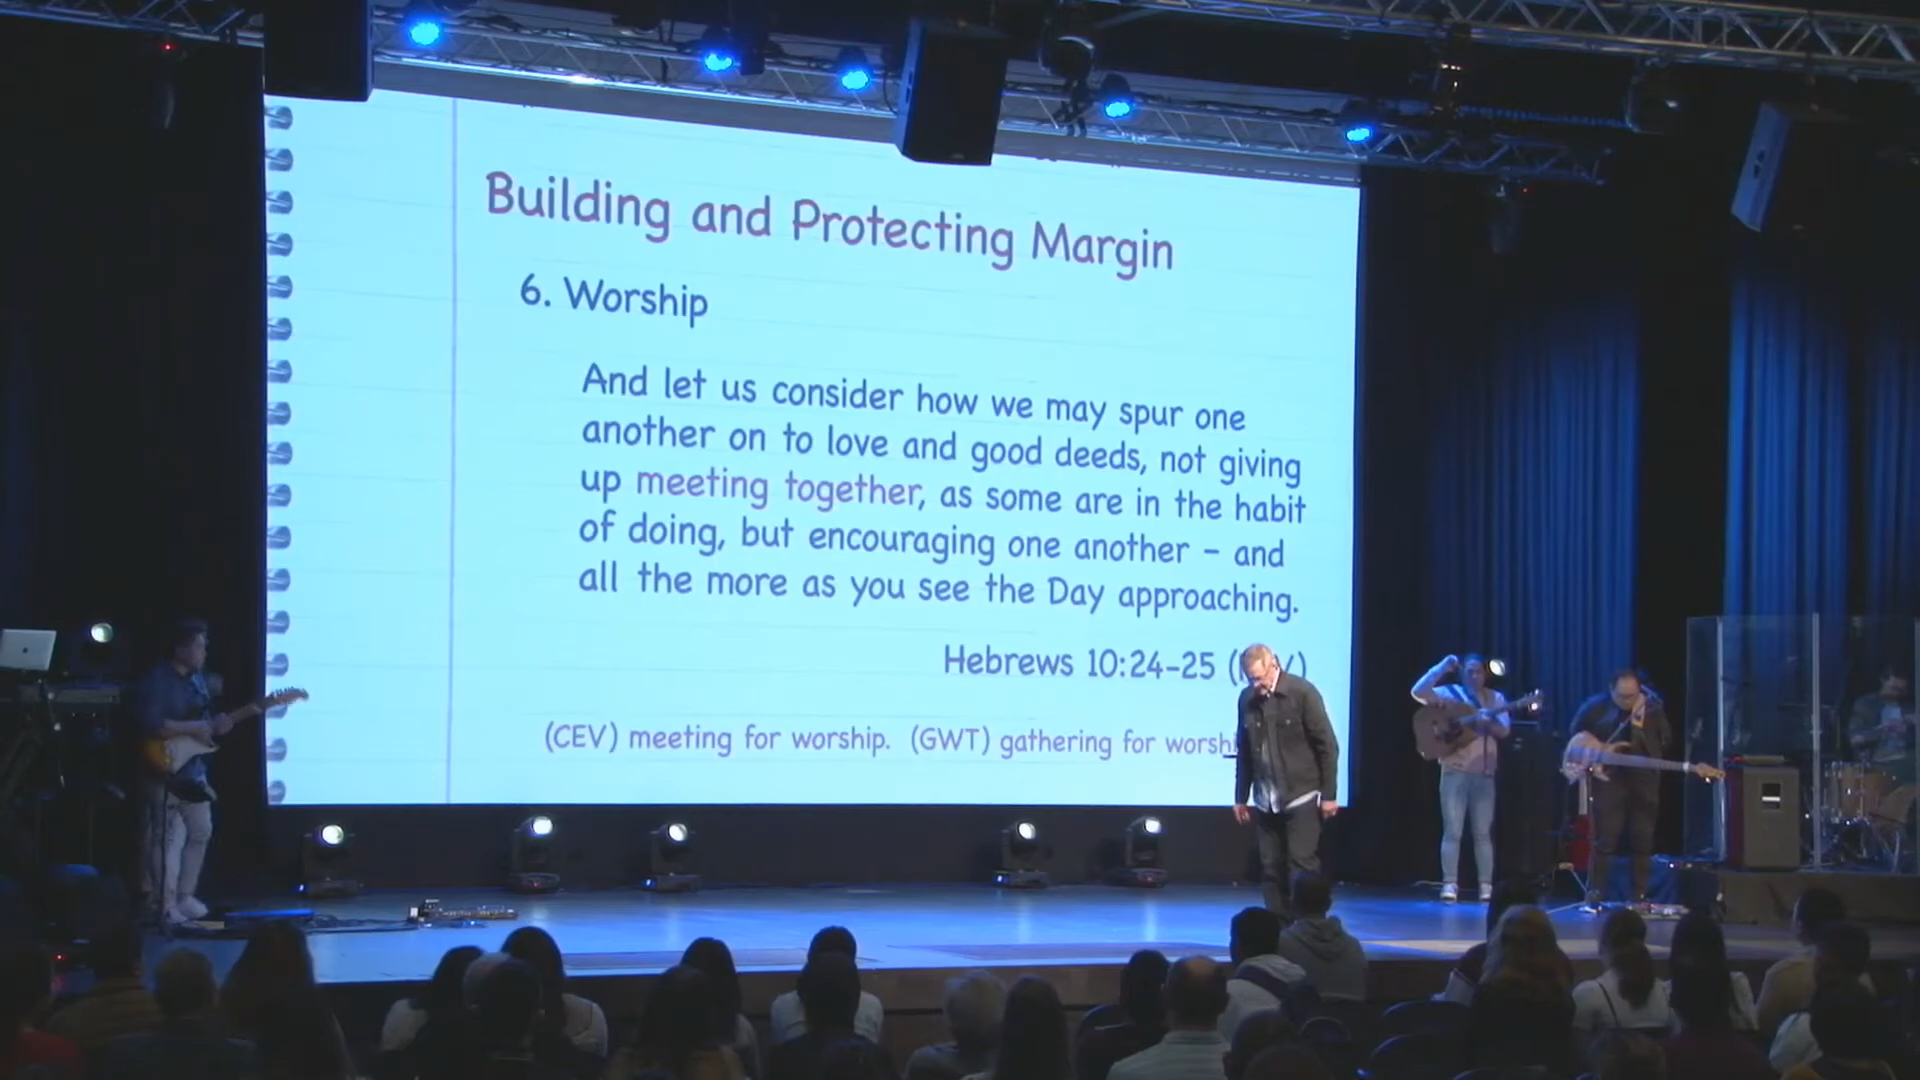 Building and Protecting Margin
6. Worship
And let us consider how we may spur one
another on to love and good deeds, not giving
up meeting together, as some are in the habit
of doing, but encouraging one another – and
all the more as you see the Day approaching.
Hebrews 10:24-25
(CEV) meeting for worship. (GWT) gathering for